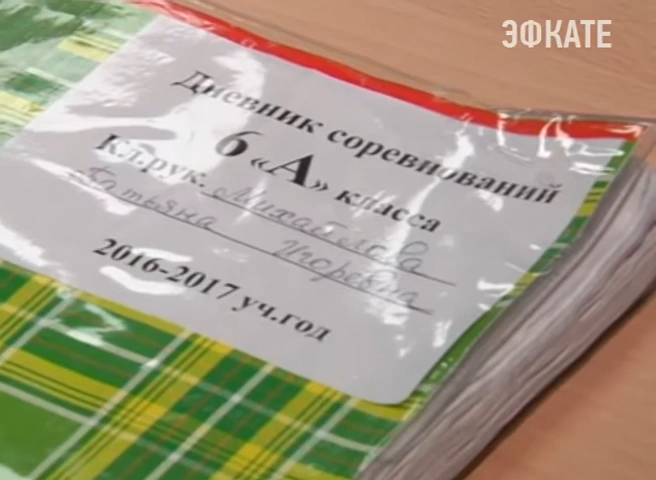 ЭФКАТЕ
Дневник соревнований
6 «А» класса
Кл.рук. Михайлова
Татьяна Игоревна
2016-2017 уч.год